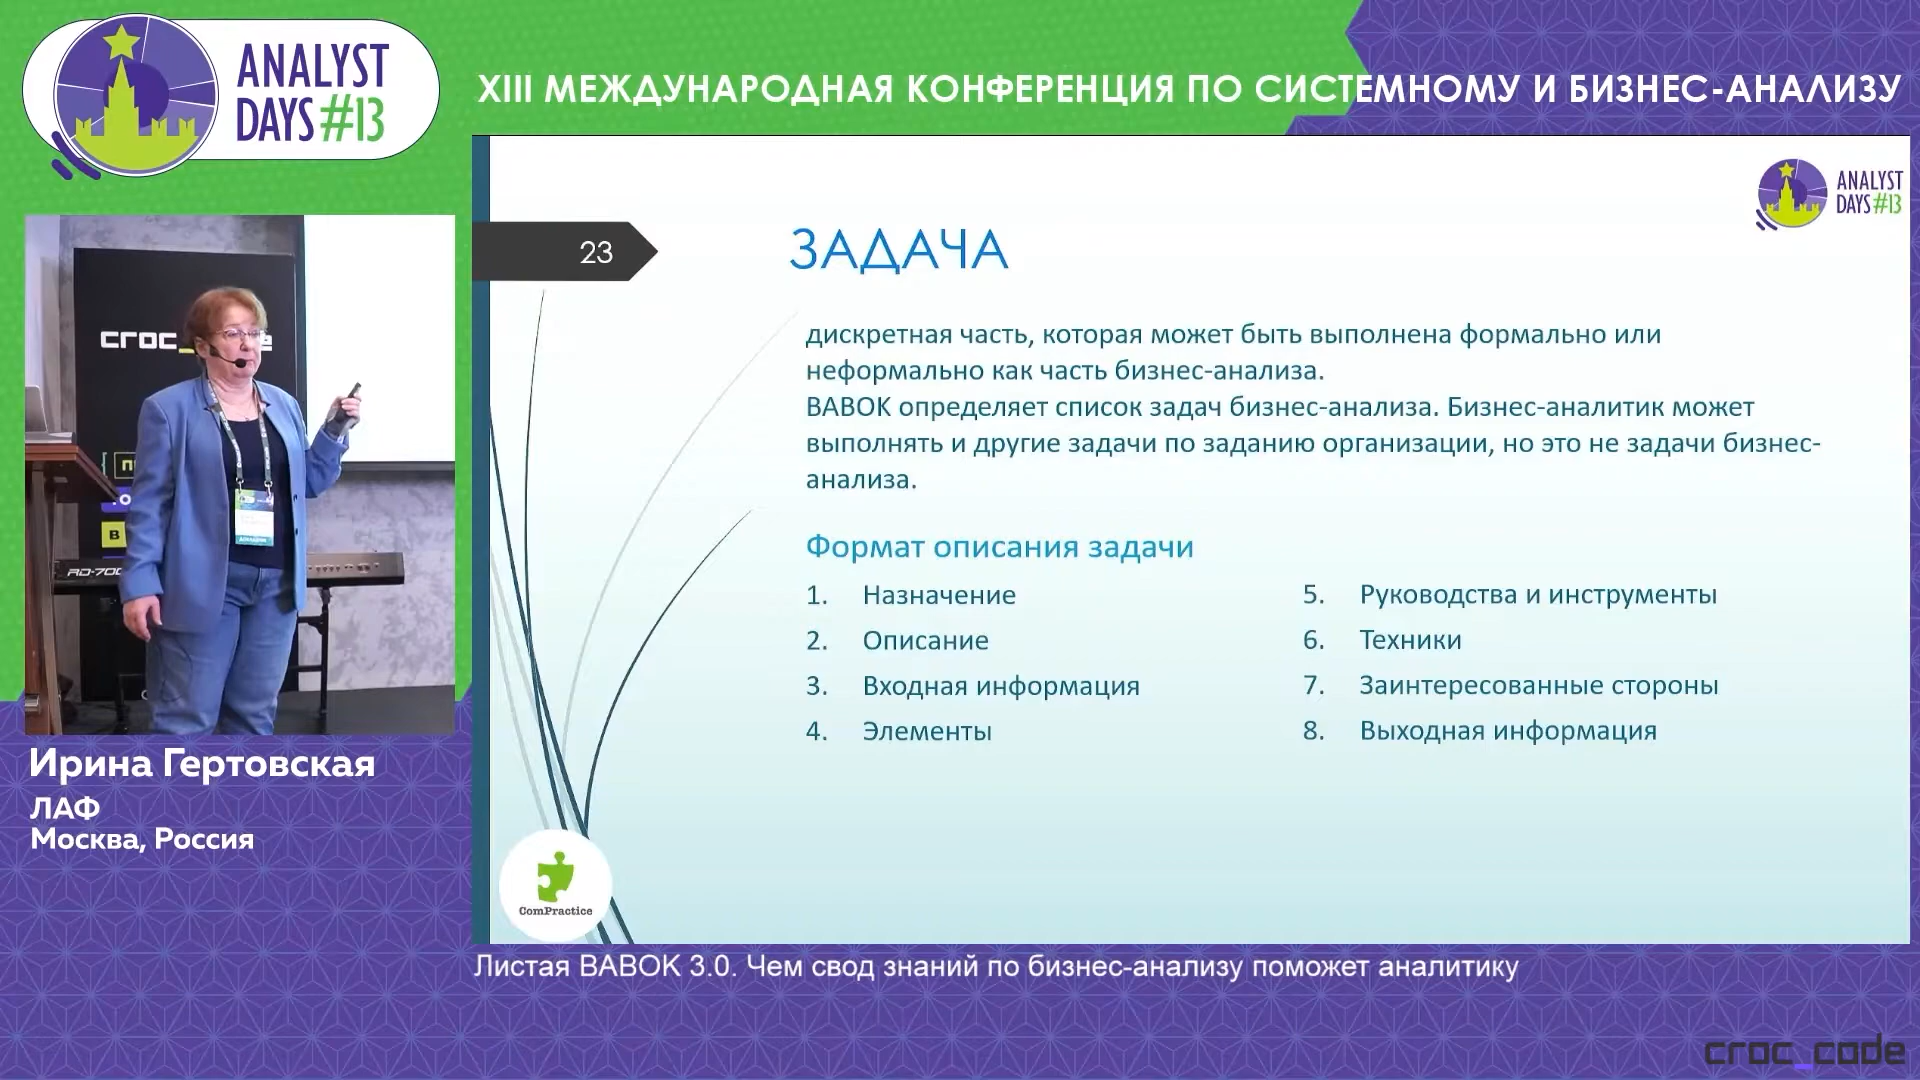 ANALYST
DAYS #13
XIII МЕЖДУНАРОДНАЯ КОНФЕРЕНЦИЯ ПО СИСТЕМНОМУ И БИЗНЕС-АНАЛИЗУ
ANALYST
DAYS #13
23
ЗАДАЧА
дискретная часть, которая может быть выполнена формально или
неформально как часть бизнес-анализа.
BABOK определяет список задач бизнес-анализа. Бизнес-аналитик может
выполнять и другие задачи по заданию организации, но это не задачи бизнес-
анализа.
Формат описания задачи
1. Назначение
2. Описание
3. Входная информация
4. Элементы
5. Руководства и инструменты
6. Техники
7. Заинтересованные стороны
8. Выходная информация
ComPractice
RD-700
Ирина Гертовская
ЛАФ
Москва, Россия
Листая BABOK 3.0. Чем свод знаний по бизнес-анализу поможет аналитику
croc_code